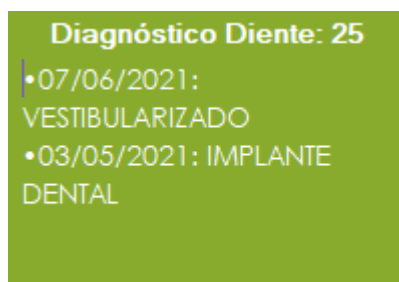 Diagnóstico Diente: 25
•07/06/2021:
VESTIBULARIZADO
•03/05/2021: IMPLANTE
DENTAL